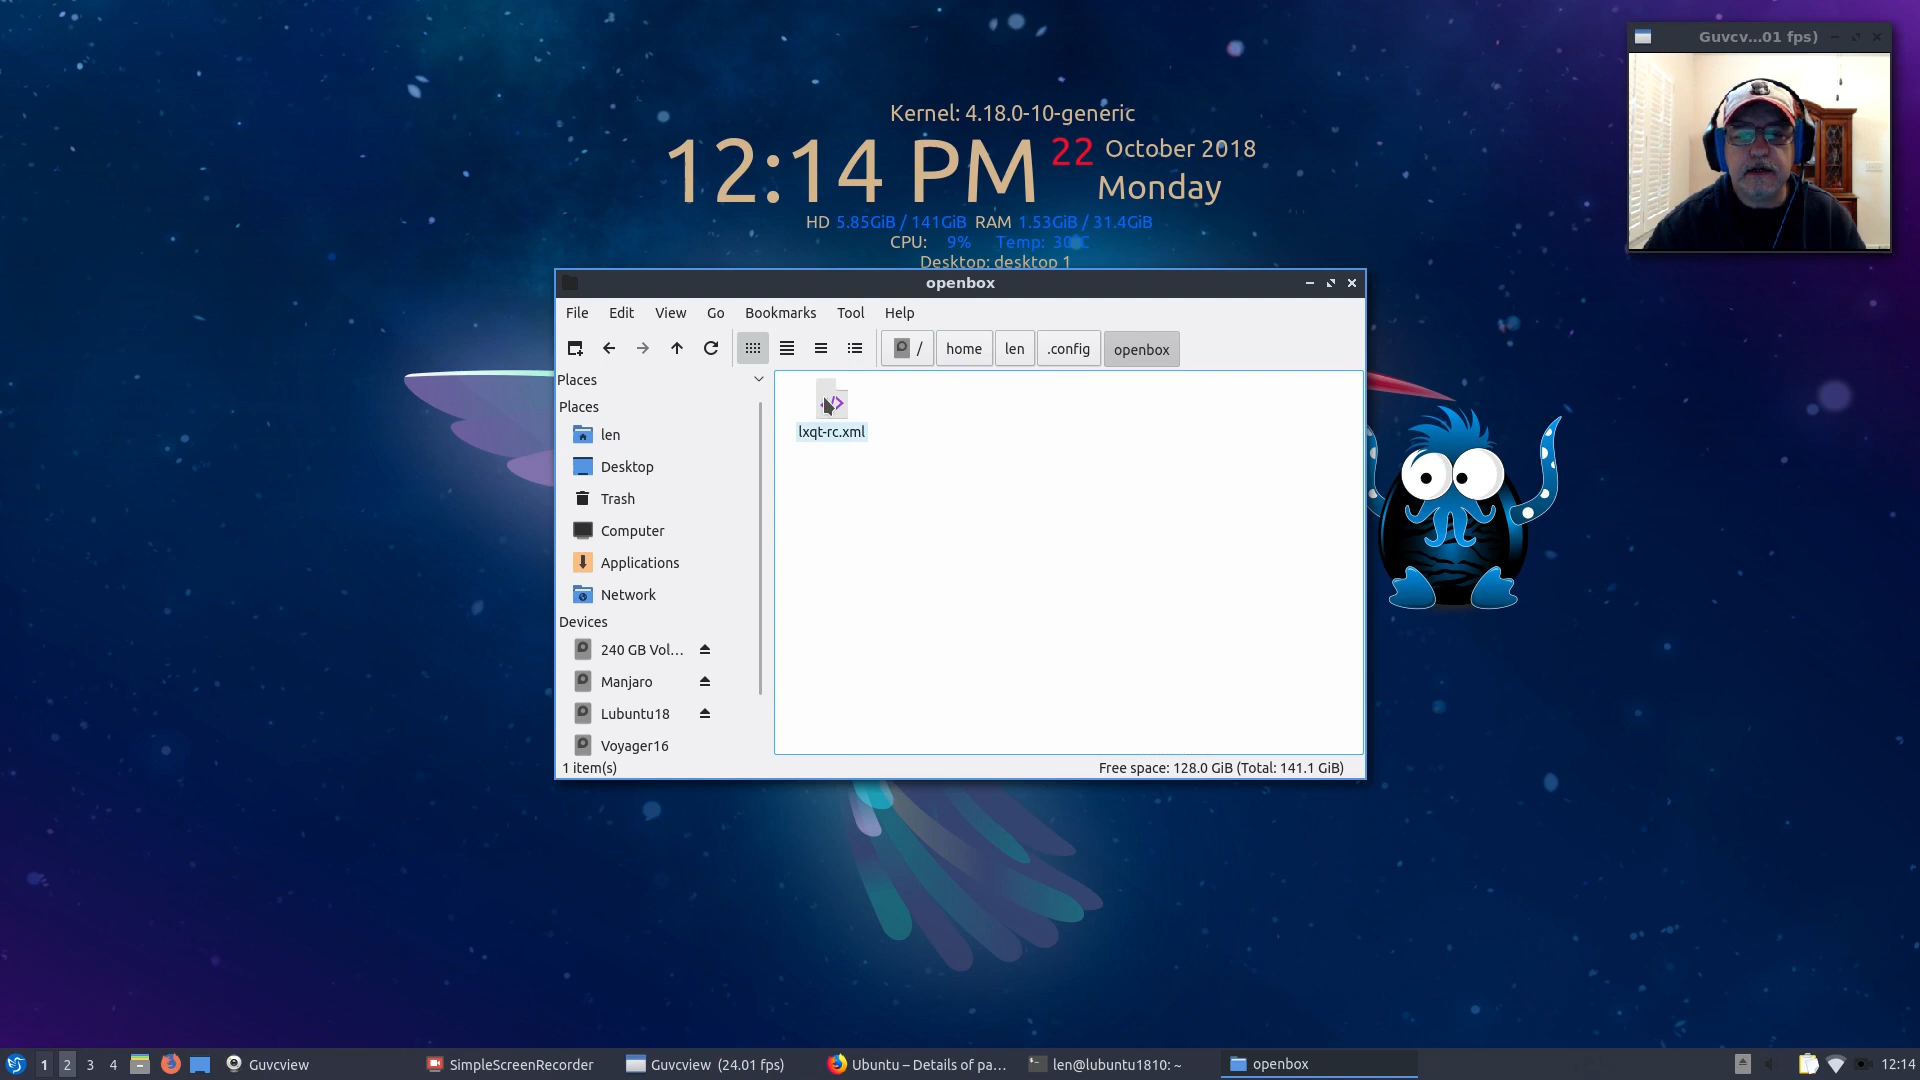 Guvcv...01 fps)
Kernel: 4.18.0-10-generic
12:14 PM 22 October 2018
Monday
HD 5.85GiB / 141GiB RAM 1.53GiB / 31.4GiB
CPU: 9% Temp: 30°C
Desktop: desktop 1
openbox
File Edit View Go Bookmarks Tool Help
/ home len .config openbox
Places
Places
len
Desktop
Trash
Computer
Applications
Network
Devices
240 GB Vol...
Manjaro
Lubuntu18
Voyager16
lxqt-rc.xml
1 item(s)
Free space: 128.0 GiB (Total: 141.1 GiB)
1 2 3 4 Guvcview SimpleScreenRecorder Guvcview (24.01 fps) Ubuntu – Details of pa... len@lubuntu1810: ~ openbox 12:14